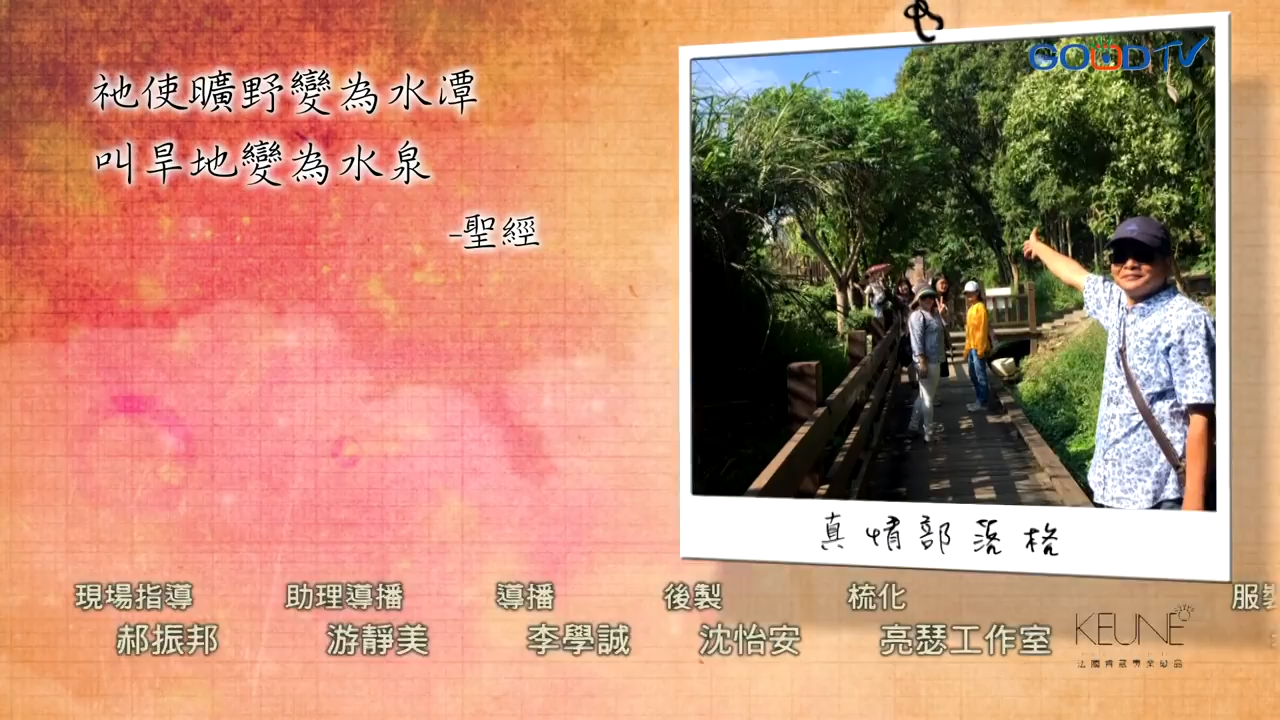 祂使曠野變為水潭
叫旱地變為水泉
-聖經
GOODTV
真情部落格
現場指導 助理導播 導播 後製 梳化
郝振邦 游靜美 李學誠 沈怡安 亮瑟工作室
KEUNE